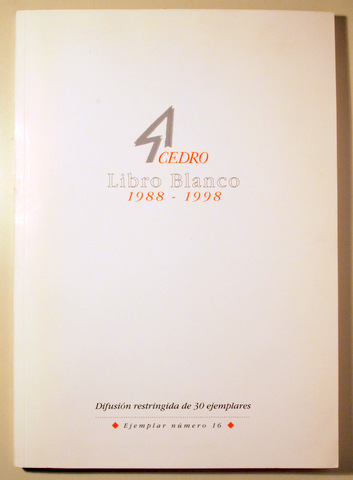 CEDRO
Libro Blanco
1988 - 1998
Difusión restringida de 30 ejemplares
◆ Ejemplar número 16 ◆